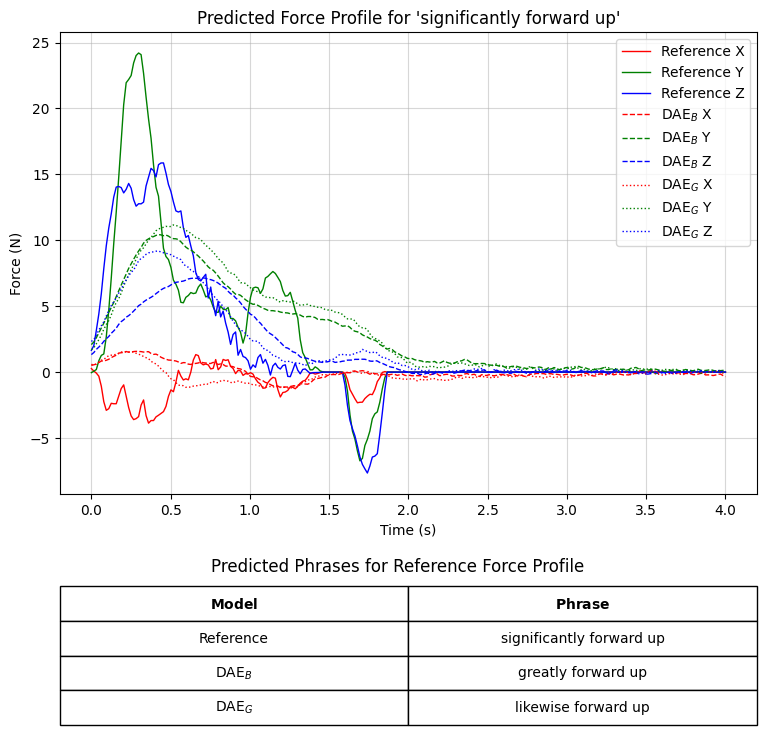 Predicted Force Profile for 'significantly forward up'
Force (N)
25
20
15
10
5
0
−5
0.0 0.5 1.0 1.5 2.0 2.5 3.0 3.5 4.0
Time (s)
Reference X
Reference Y
Reference Z
DAE_B X
DAE_B Y
DAE_B Z
DAE_G X
DAE_G Y
DAE_G Z
Predicted Phrases for Reference Force Profile
Model Phrase
Reference significantly forward up
DAE_B greatly forward up
DAE_G likewise forward up